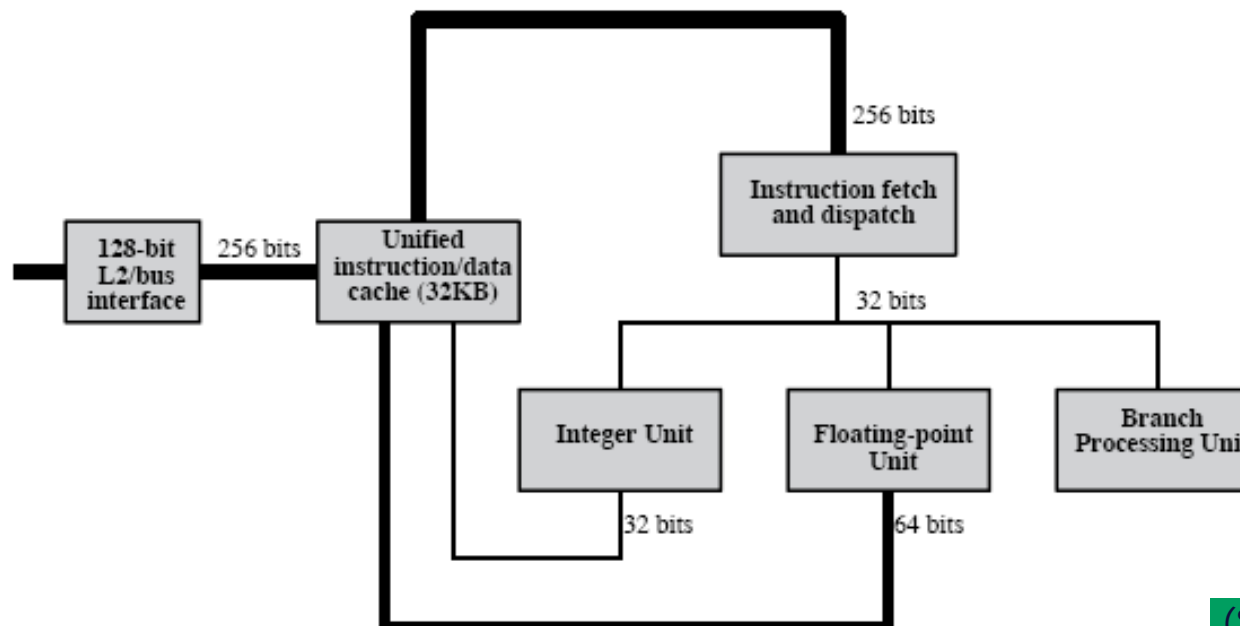 256 bits
Instruction fetch
and dispatch
128-bit
L2/bus
interface
256 bits
Unified
instruction/data
cache (32KB)
32 bits
Integer Unit
Floating-point
Unit
Branch
Processing Uni
32 bits
64 bits